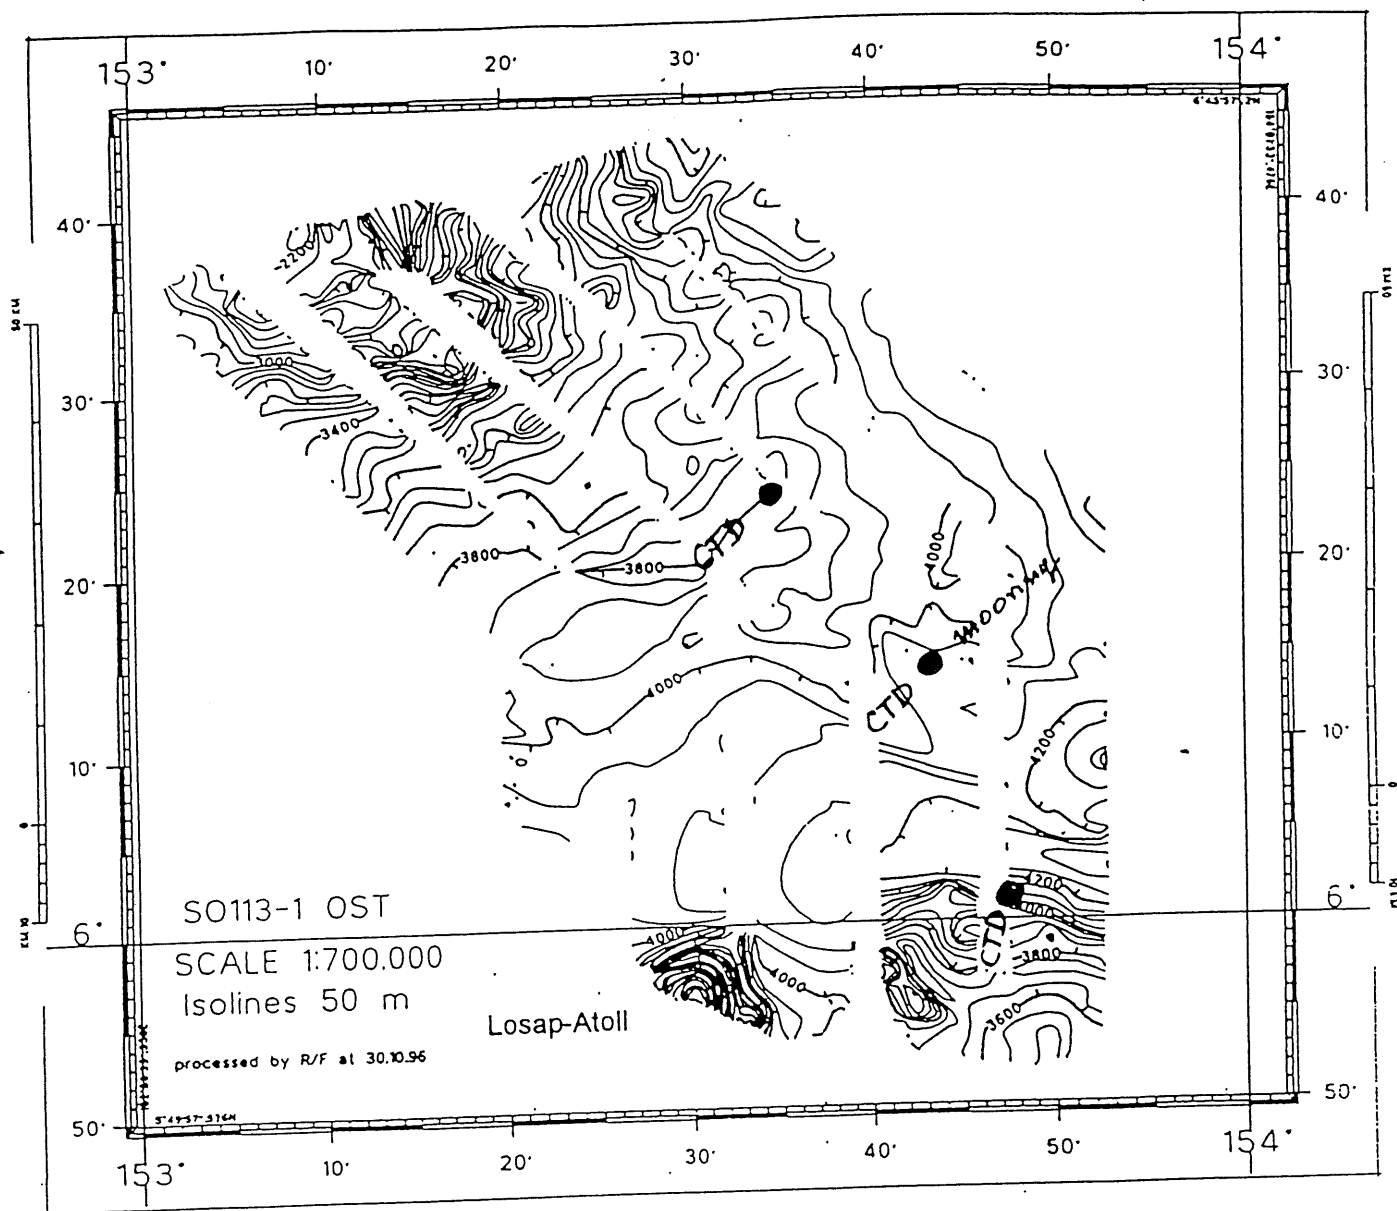 153° 10' 20' 30' 40' 50' 154°
40' 40'
-2200
1000
30' 30'
-3400
CTD
-3800
-3800
4000
20' 20'
mooring
4000
CTD
4200
10' 10'
4200
6°
SO113-1 OST
CTD
6°
4000
-3800
SCALE 1:700.000
4000
Isolines 50 m
3600
Losap-Atoll
processed by R/F at 30.10.96
50' 50'
153° 10' 20' 30' 40' 50' 154°